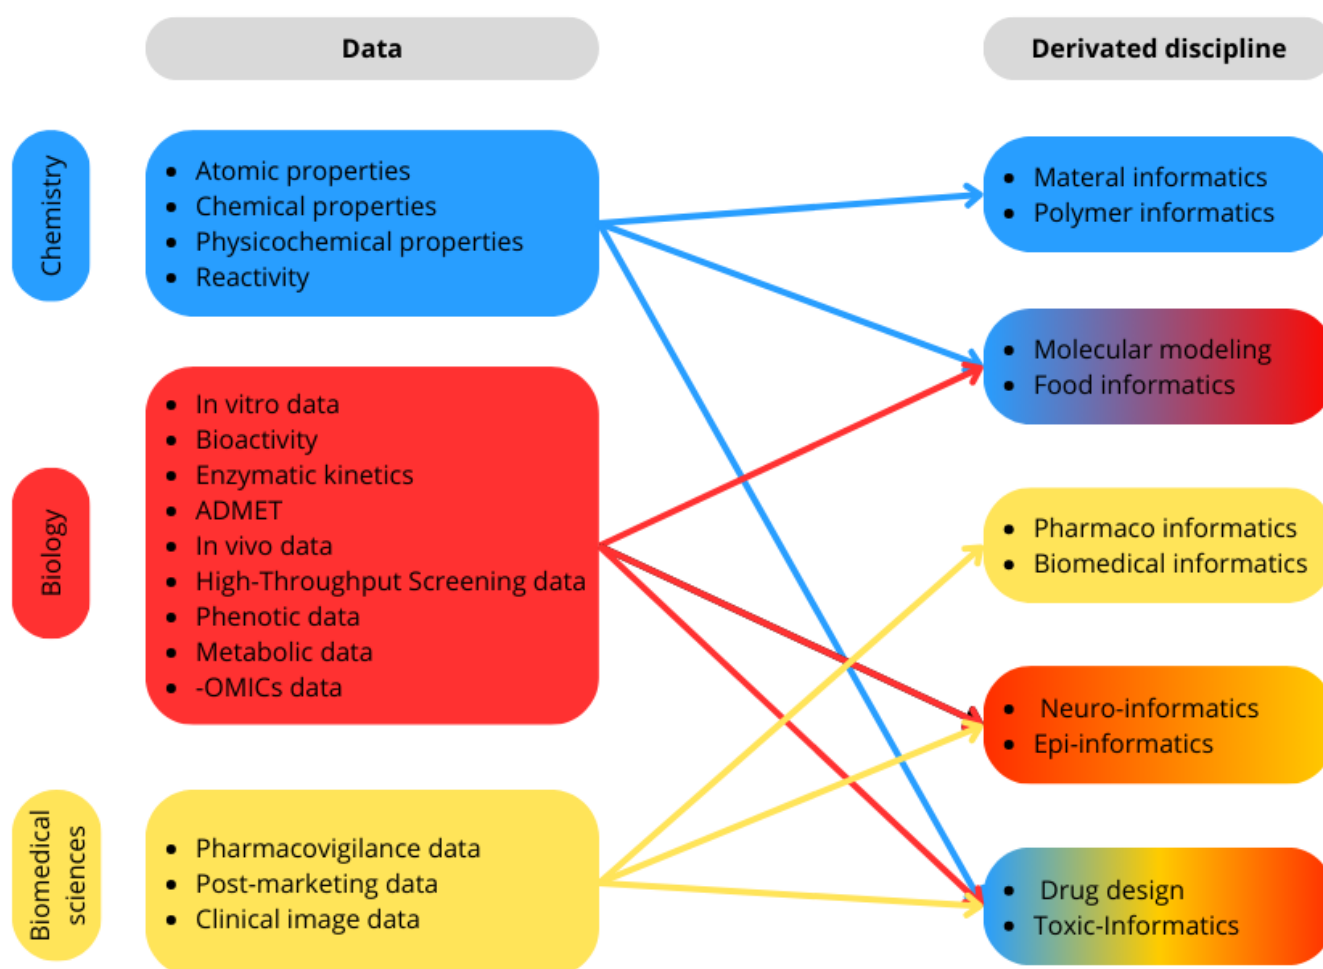 Data
Derivated discipline
Chemistry
• Atomic properties
• Chemical properties
• Physicochemical properties
• Reactivity
• Materal informatics
• Polymer informatics
• Molecular modeling
• Food informatics
Biology
• In vitro data
• Bioactivity
• Enzymatic kinetics
• ADMET
• In vivo data
• High-Throughput Screening data
• Phenotic data
• Metabolic data
• -OMICs data
• Pharmaco informatics
• Biomedical informatics
• Neuro-informatics
• Epi-informatics
Biomedical
sciences
• Pharmacovigilance data
• Post-marketing data
• Clinical image data
• Drug design
• Toxic-Informatics